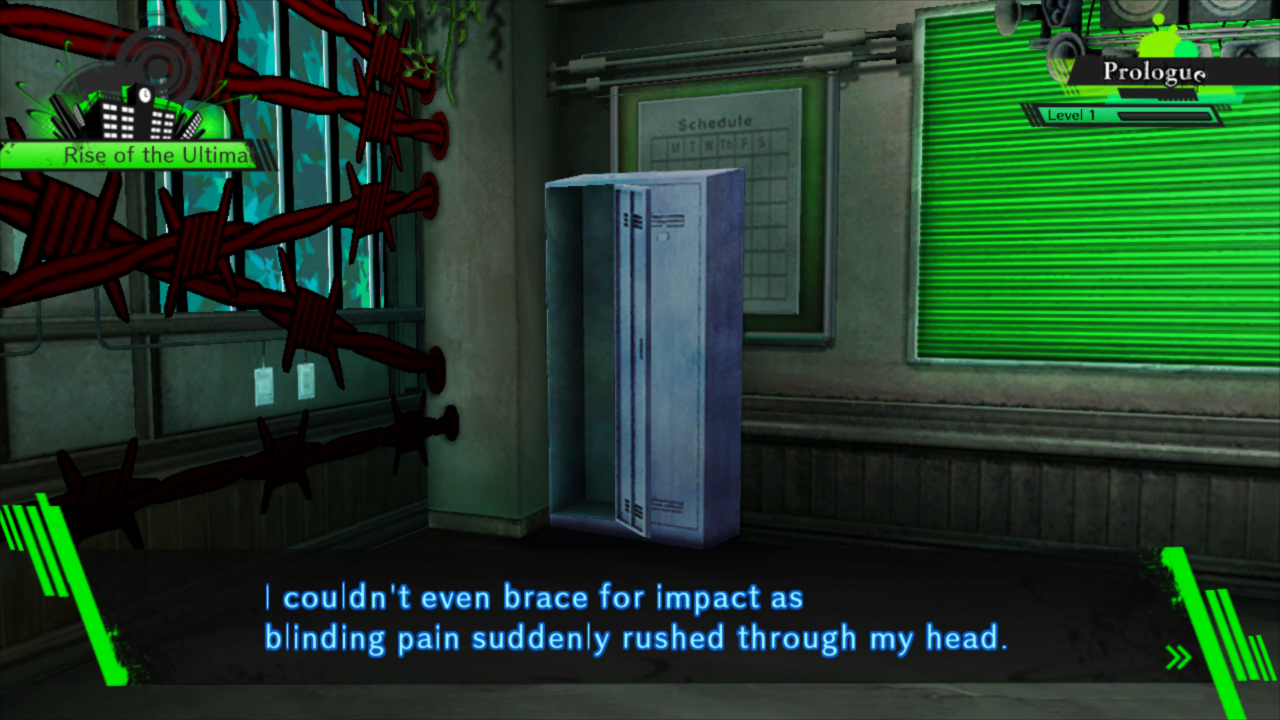 Prologue
Level 1
Rise of the Ultima
Schedule
M T W Th F S
I couldn't even brace for impact as
blinding pain suddenly rushed through my head.